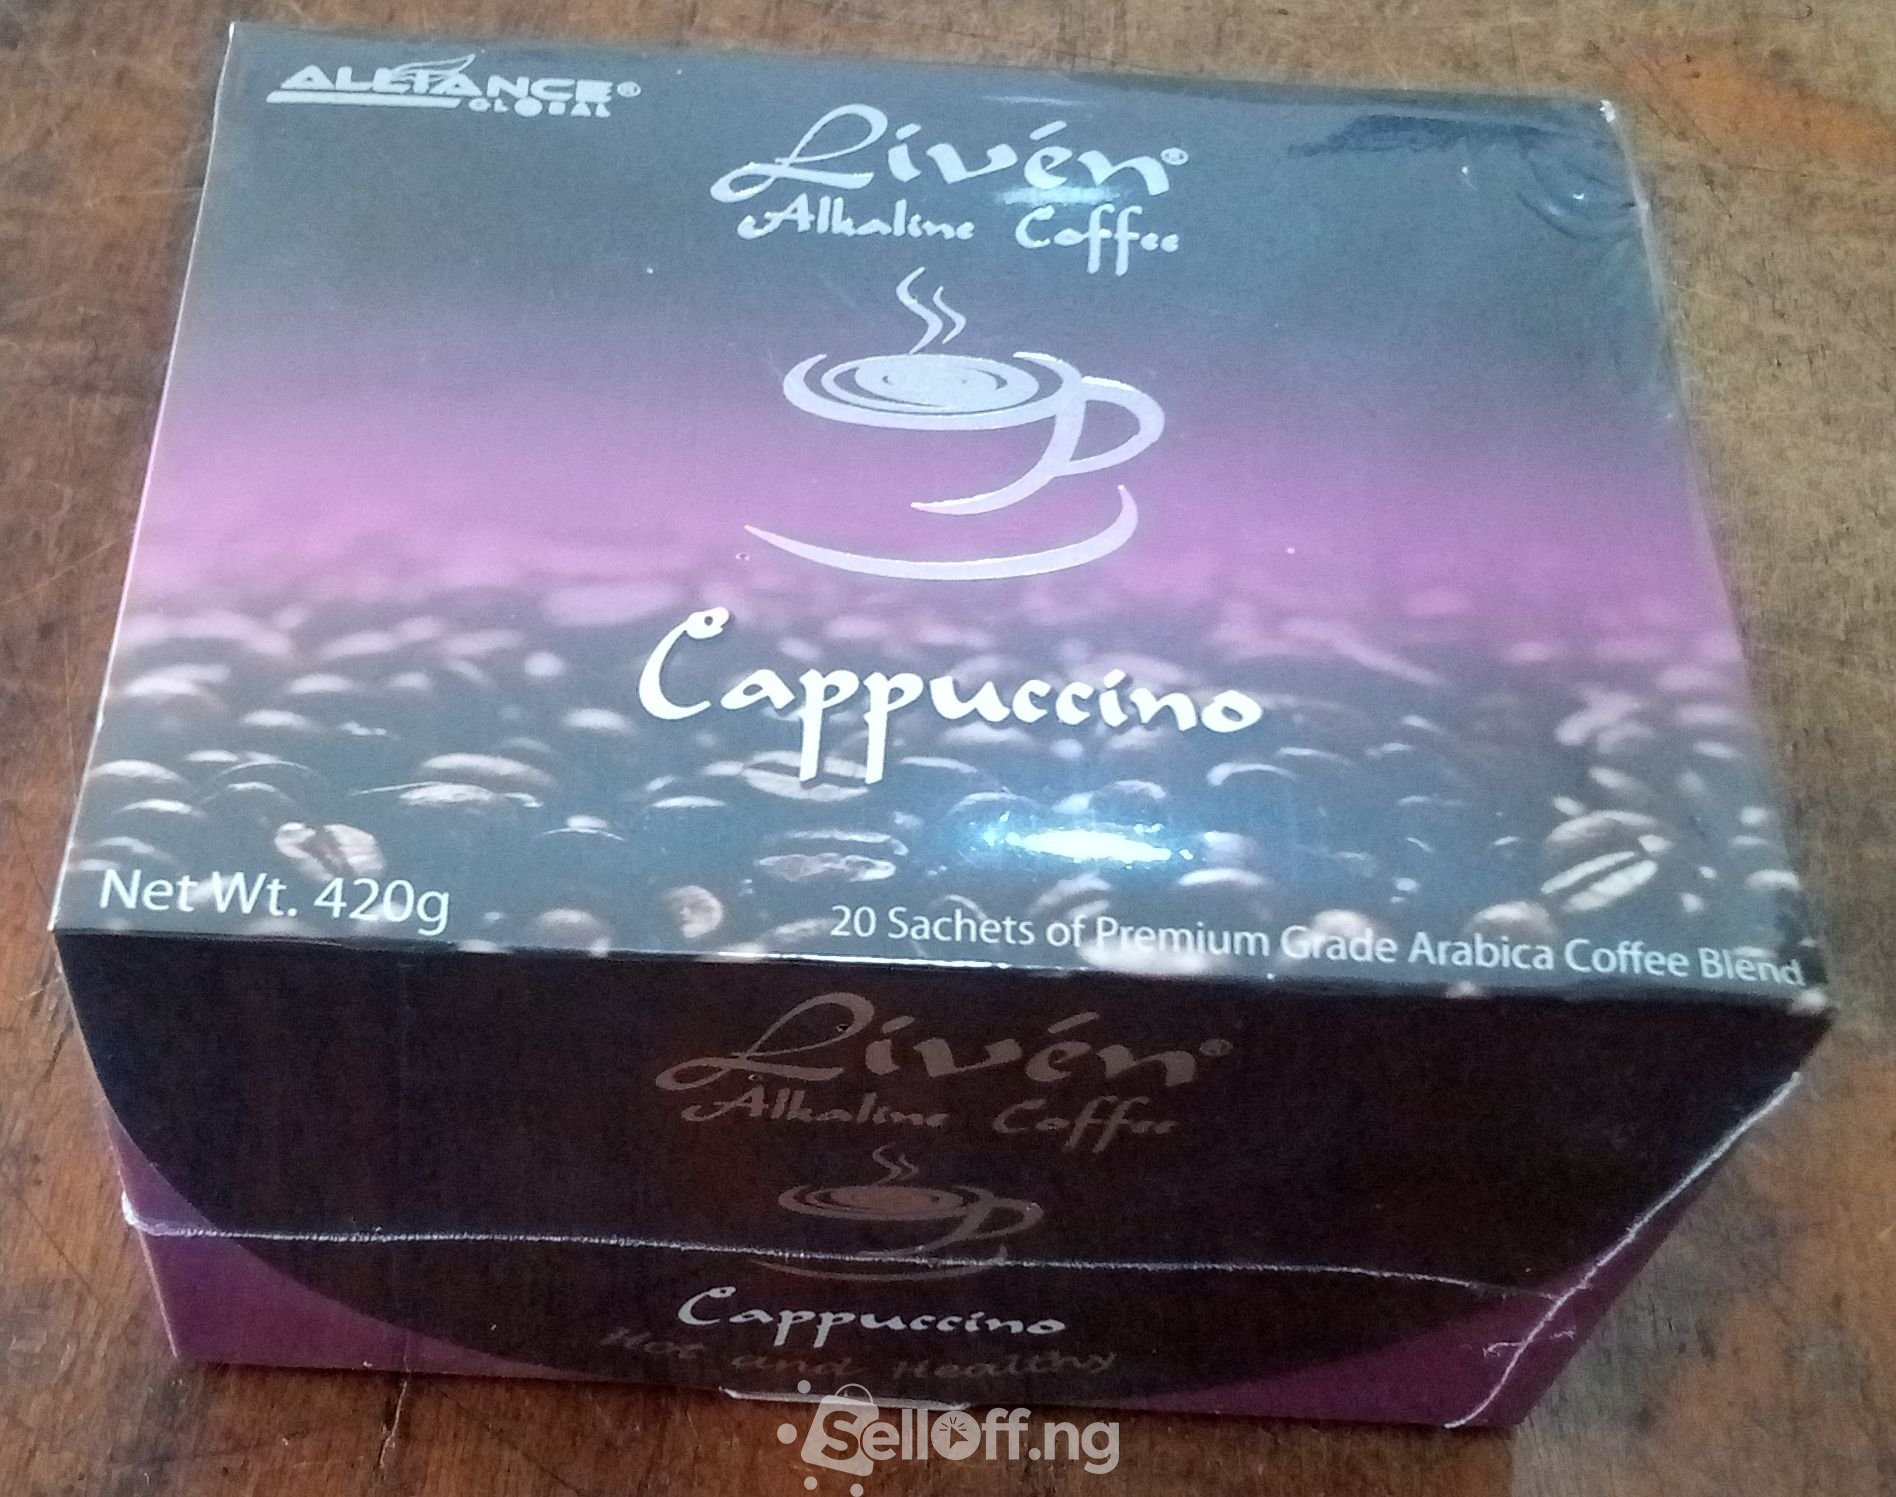 ALLIANCE®
GLOBAL
Livén®
Alkaline Coffee
Cappuccino
Net Wt. 420g
20 Sachets of Premium Grade Arabica Coffee Blend
Livén®
Alkaline Coffee
Cappuccino
Hot and Healthy
SellOff.ng